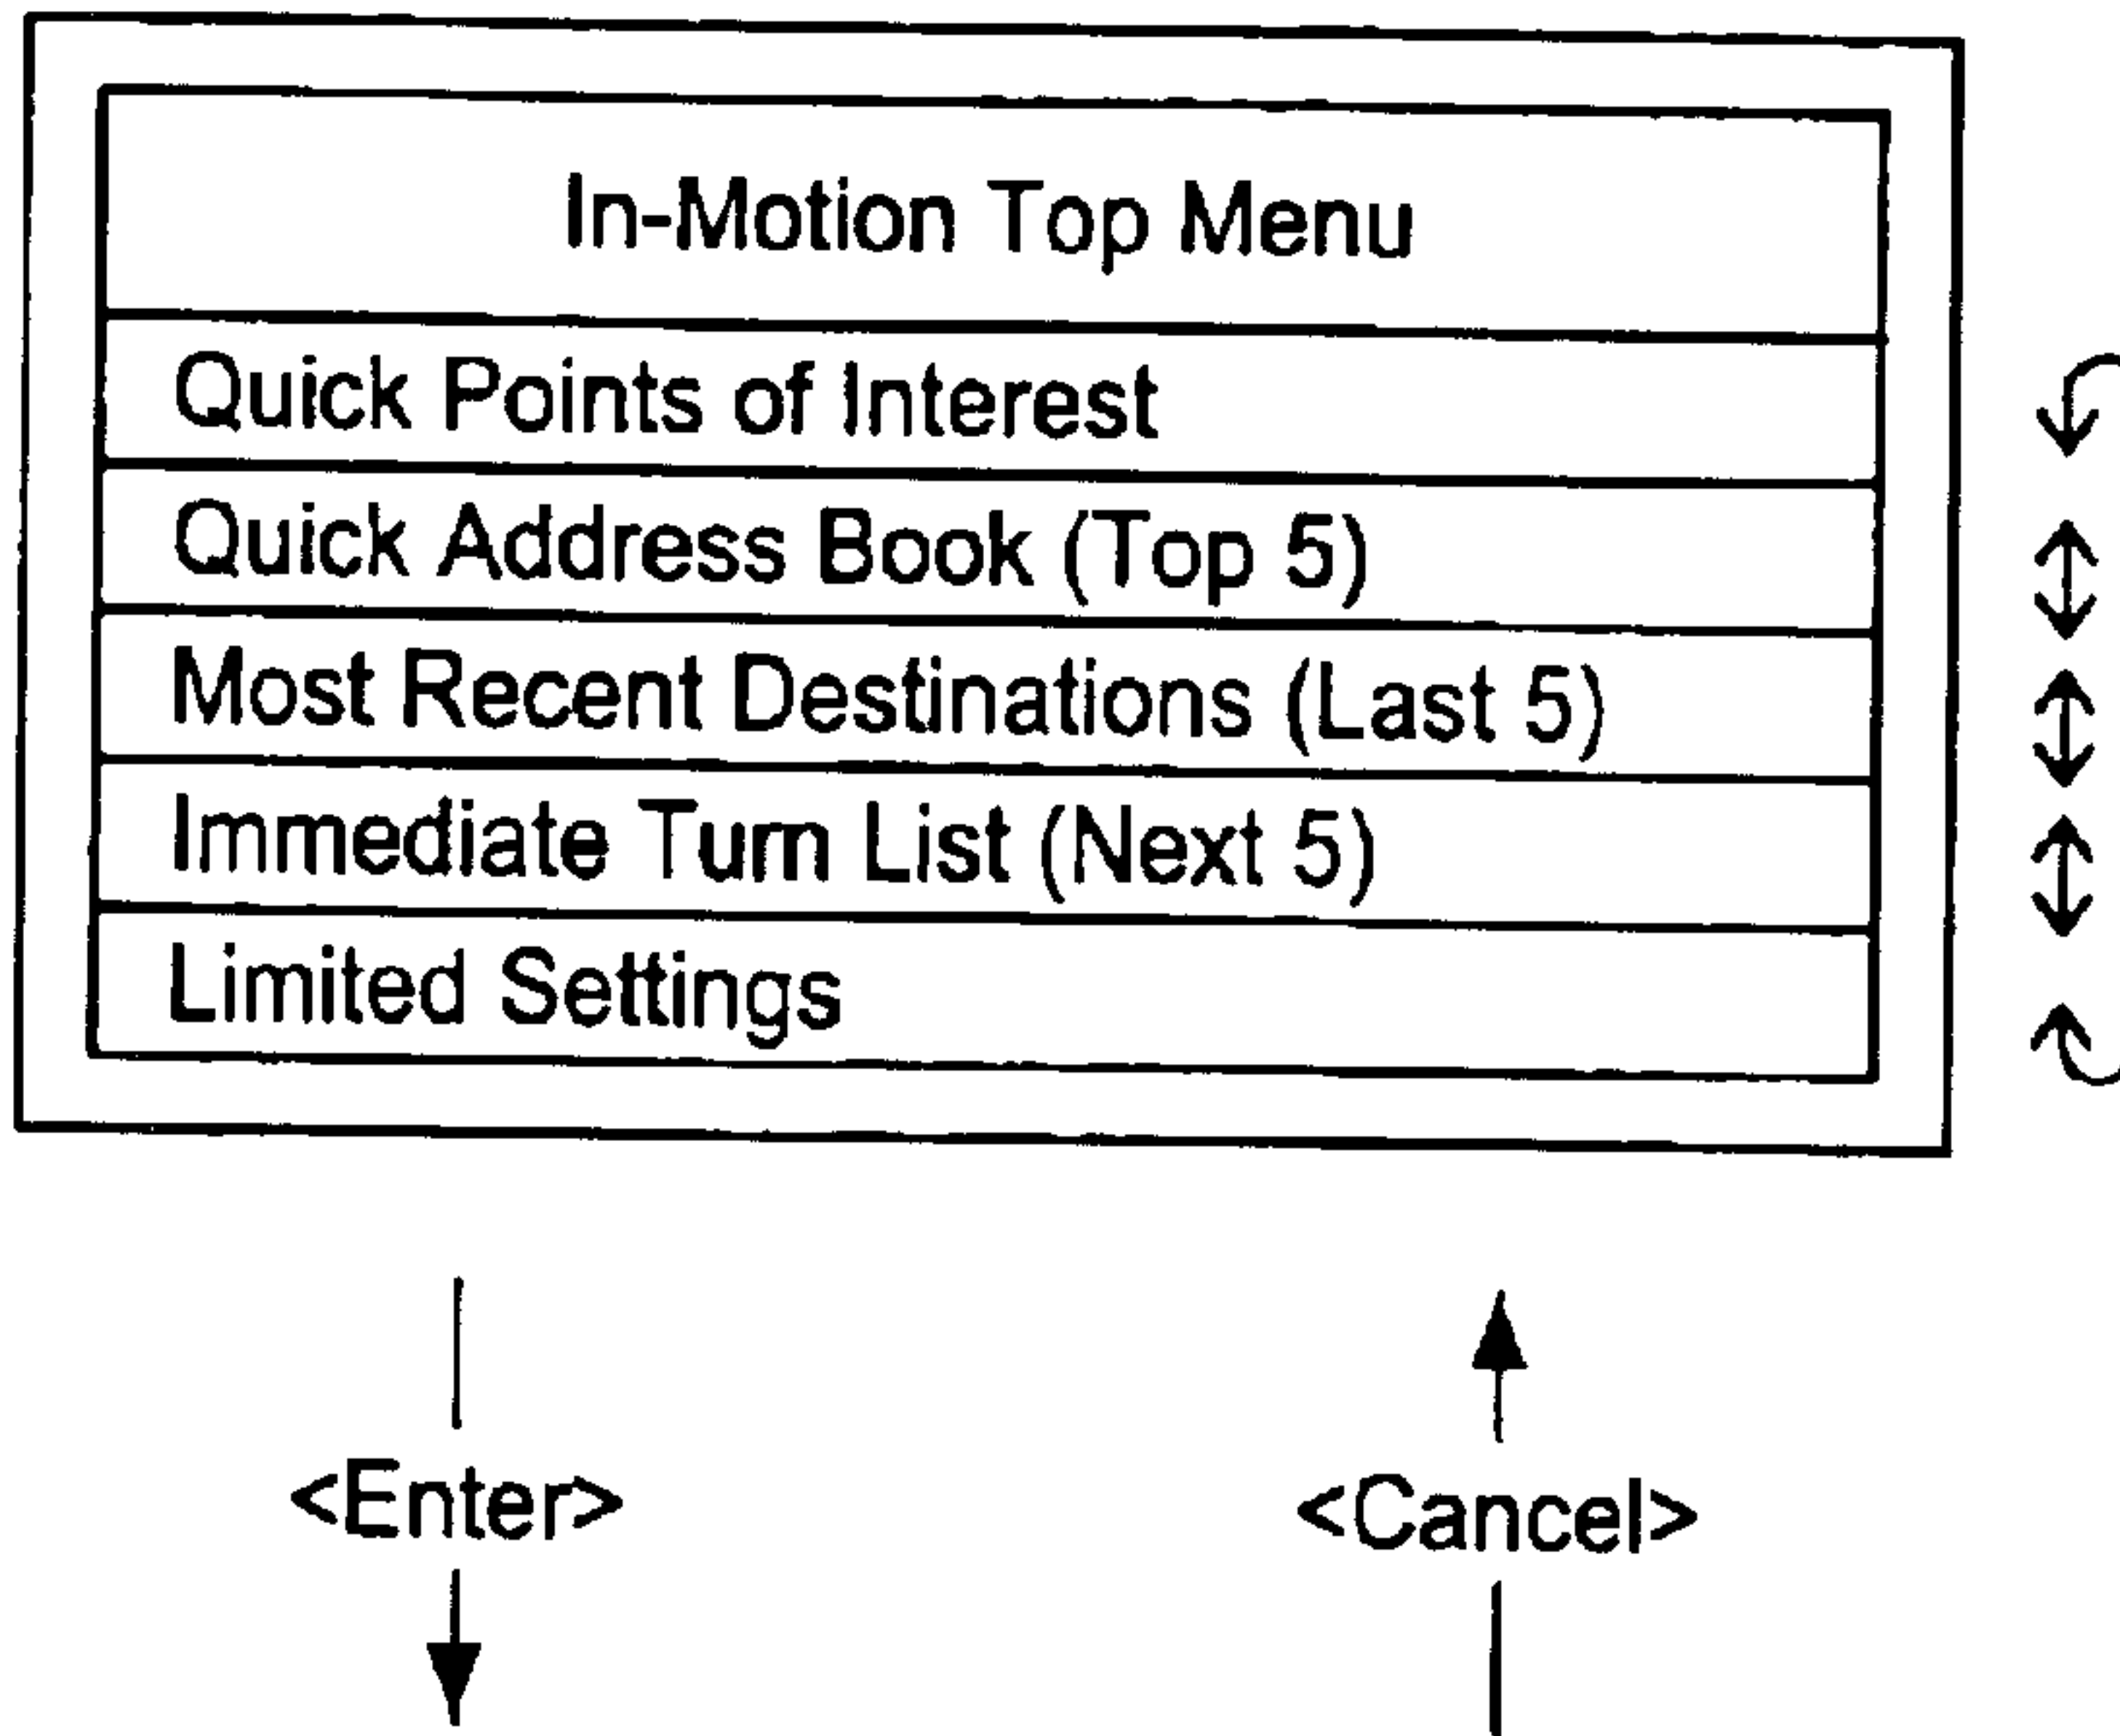 In-Motion Top Menu
Quick Points of Interest
Quick Address Book (Top 5)
Most Recent Destinations (Last 5)
Immediate Turn List (Next 5)
Limited Settings
<Enter>
<Cancel>